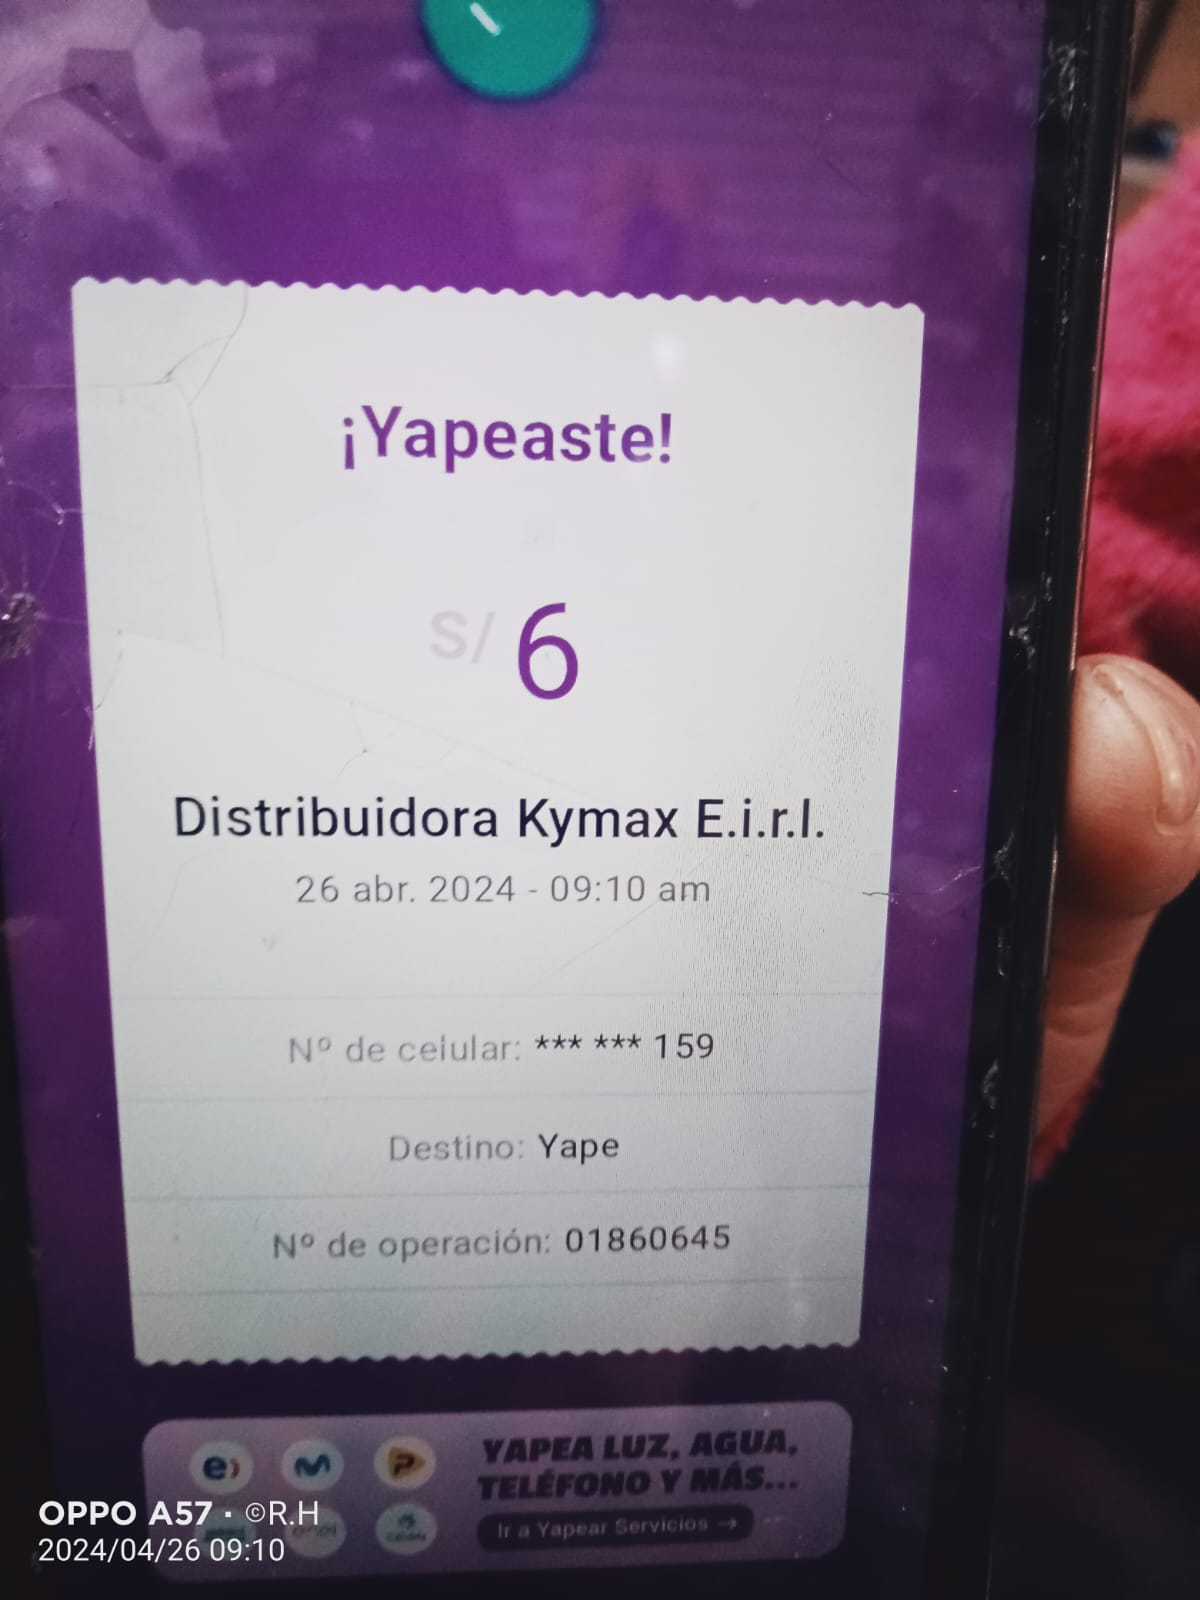 ¡Yapeaste!
S/ 6
Distribuidora Kymax E.i.r.l.
26 abr. 2024 - 09:10 am
Nº de celular: *** *** 159
Destino: Yape
Nº de operación: 01860645
YAPEA LUZ, AGUA,
TELÉFONO Y MÁS...
Ir a Yapear Servicios →
OPPO A57 · ©R.H
2024/04/26 09:10